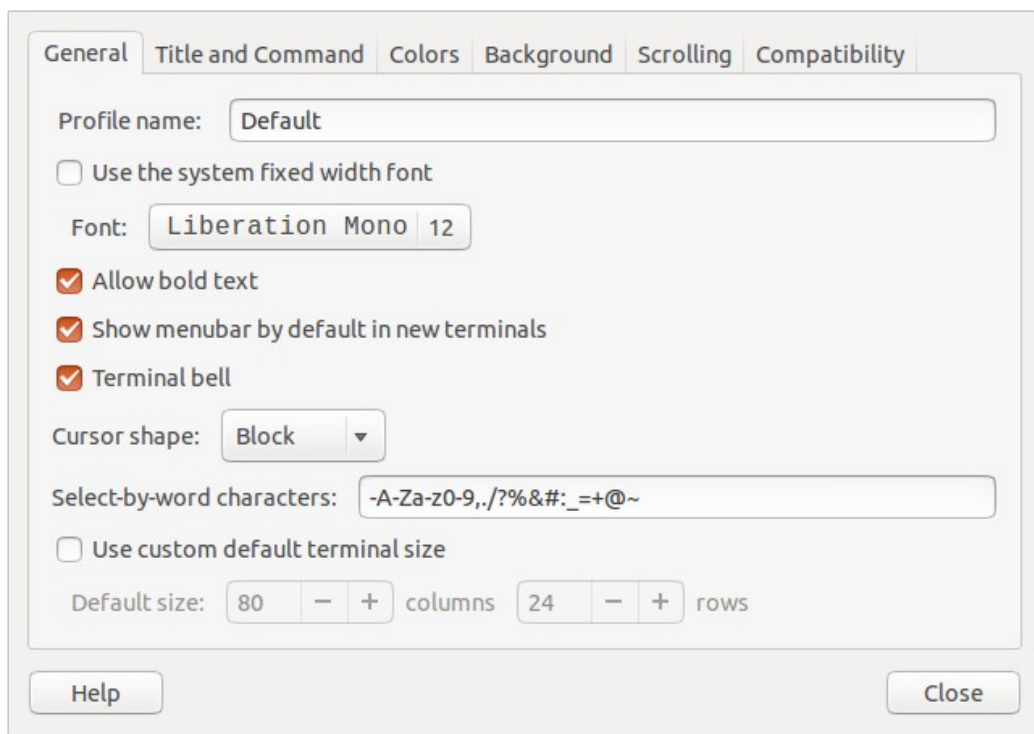 General Title and Command Colors Background Scrolling Compatibility
Profile name: Default
Use the system fixed width font
Font: Liberation Mono 12
Allow bold text
Show menubar by default in new terminals
Terminal bell
Cursor shape: Block
Select-by-word characters: -A-Za-z0-9,./?%&#:_=+@~
Use custom default terminal size
Default size: 80 − + columns 24 − + rows
Help Close